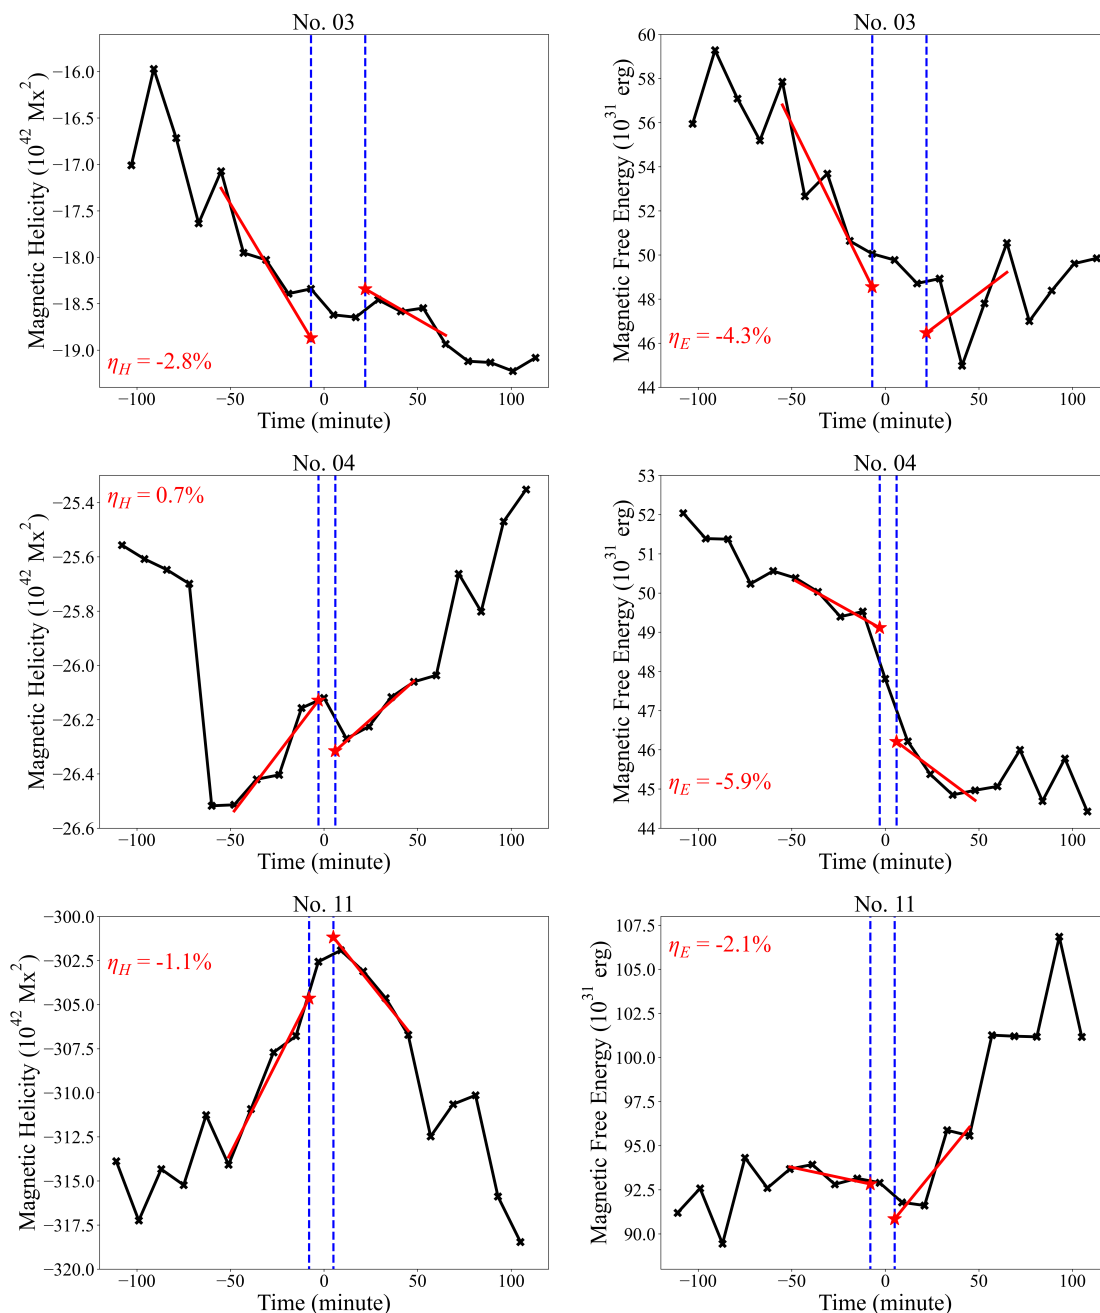 No. 03
Magnetic Helicity (10^42 Mx^2)
−16.0
−16.5
−17.0
−17.5
−18.0
−18.5
−19.0
η_H = -2.8%
−100 −50 0 50 100
Time (minute)
No. 03
Magnetic Free Energy (10^31 erg)
60
58
56
54
52
50
48
46
44
η_E = -4.3%
−100 −50 0 50 100
Time (minute)
No. 04
Magnetic Helicity (10^42 Mx^2)
−25.4
−25.6
−25.8
−26.0
−26.2
−26.4
−26.6
η_H = 0.7%
−100 −50 0 50 100
Time (minute)
No. 04
Magnetic Free Energy (10^31 erg)
53
52
51
50
49
48
47
46
45
44
η_E = -5.9%
−100 −50 0 50 100
Time (minute)
No. 11
Magnetic Helicity (10^42 Mx^2)
−300.0
−302.5
−305.0
−307.5
−310.0
−312.5
−315.0
−317.5
−320.0
η_H = -1.1%
−100 −50 0 50 100
Time (minute)
No. 11
Magnetic Free Energy (10^31 erg)
107.5
105.0
102.5
100.0
97.5
95.0
92.5
90.0
η_E = -2.1%
−100 −50 0 50 100
Time (minute)